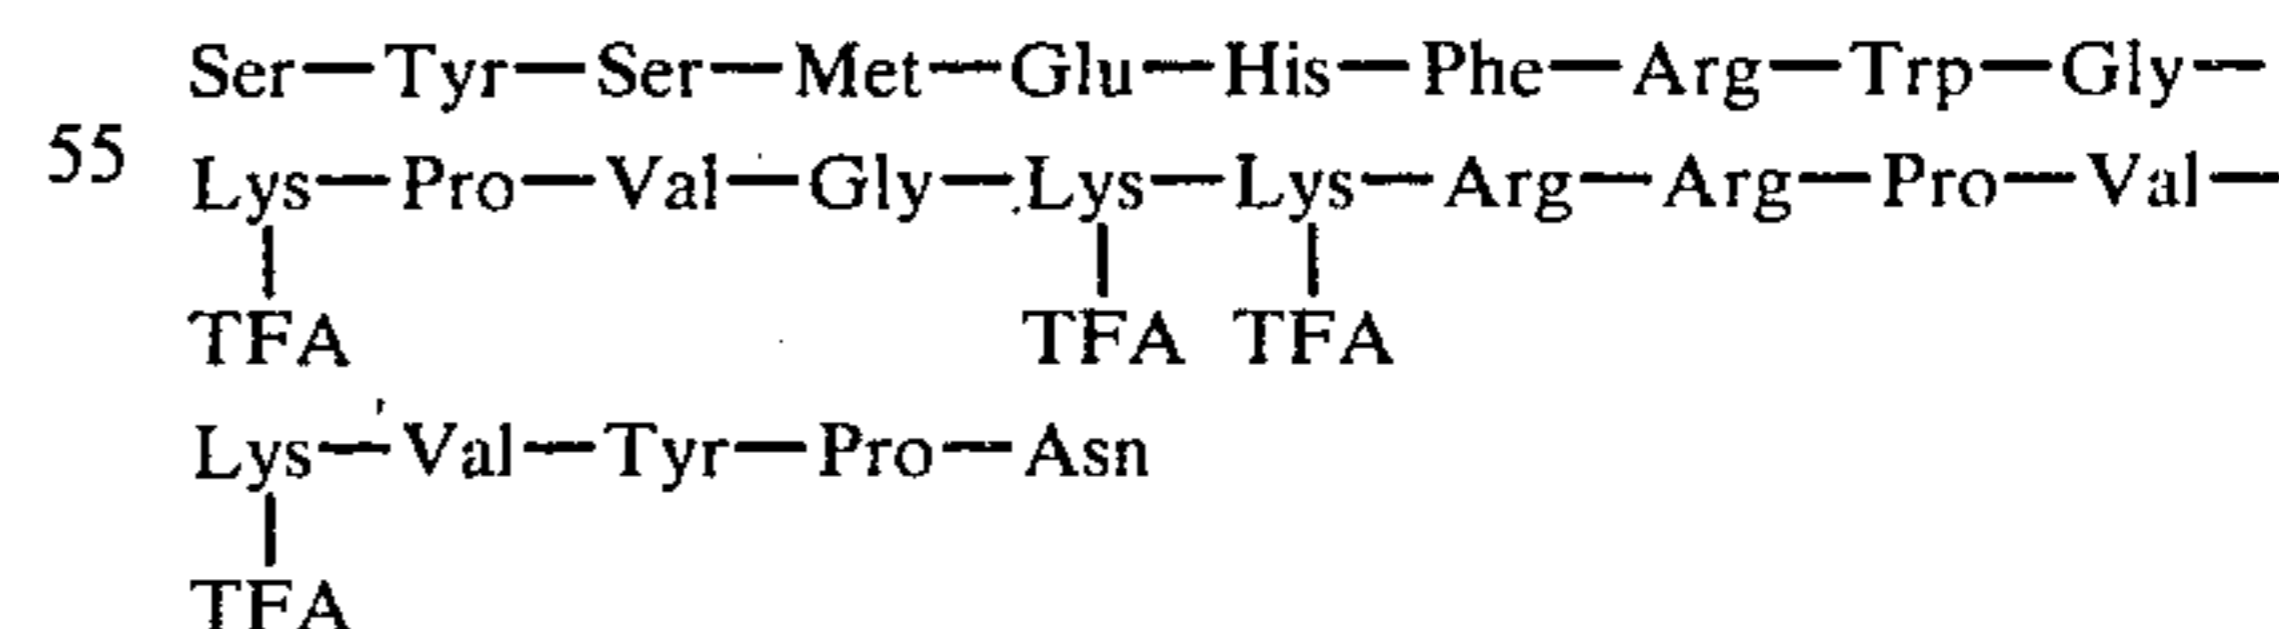 Ser—Tyr—Ser—Met—Glu—His—Phe—Arg—Trp—Gly—
55
Lys—Pro—Val—Gly—Lys—Lys—Arg—Arg—Pro—Val—
TFA TFA TFA
Lys—Val—Tyr—Pro—Asn
TFA